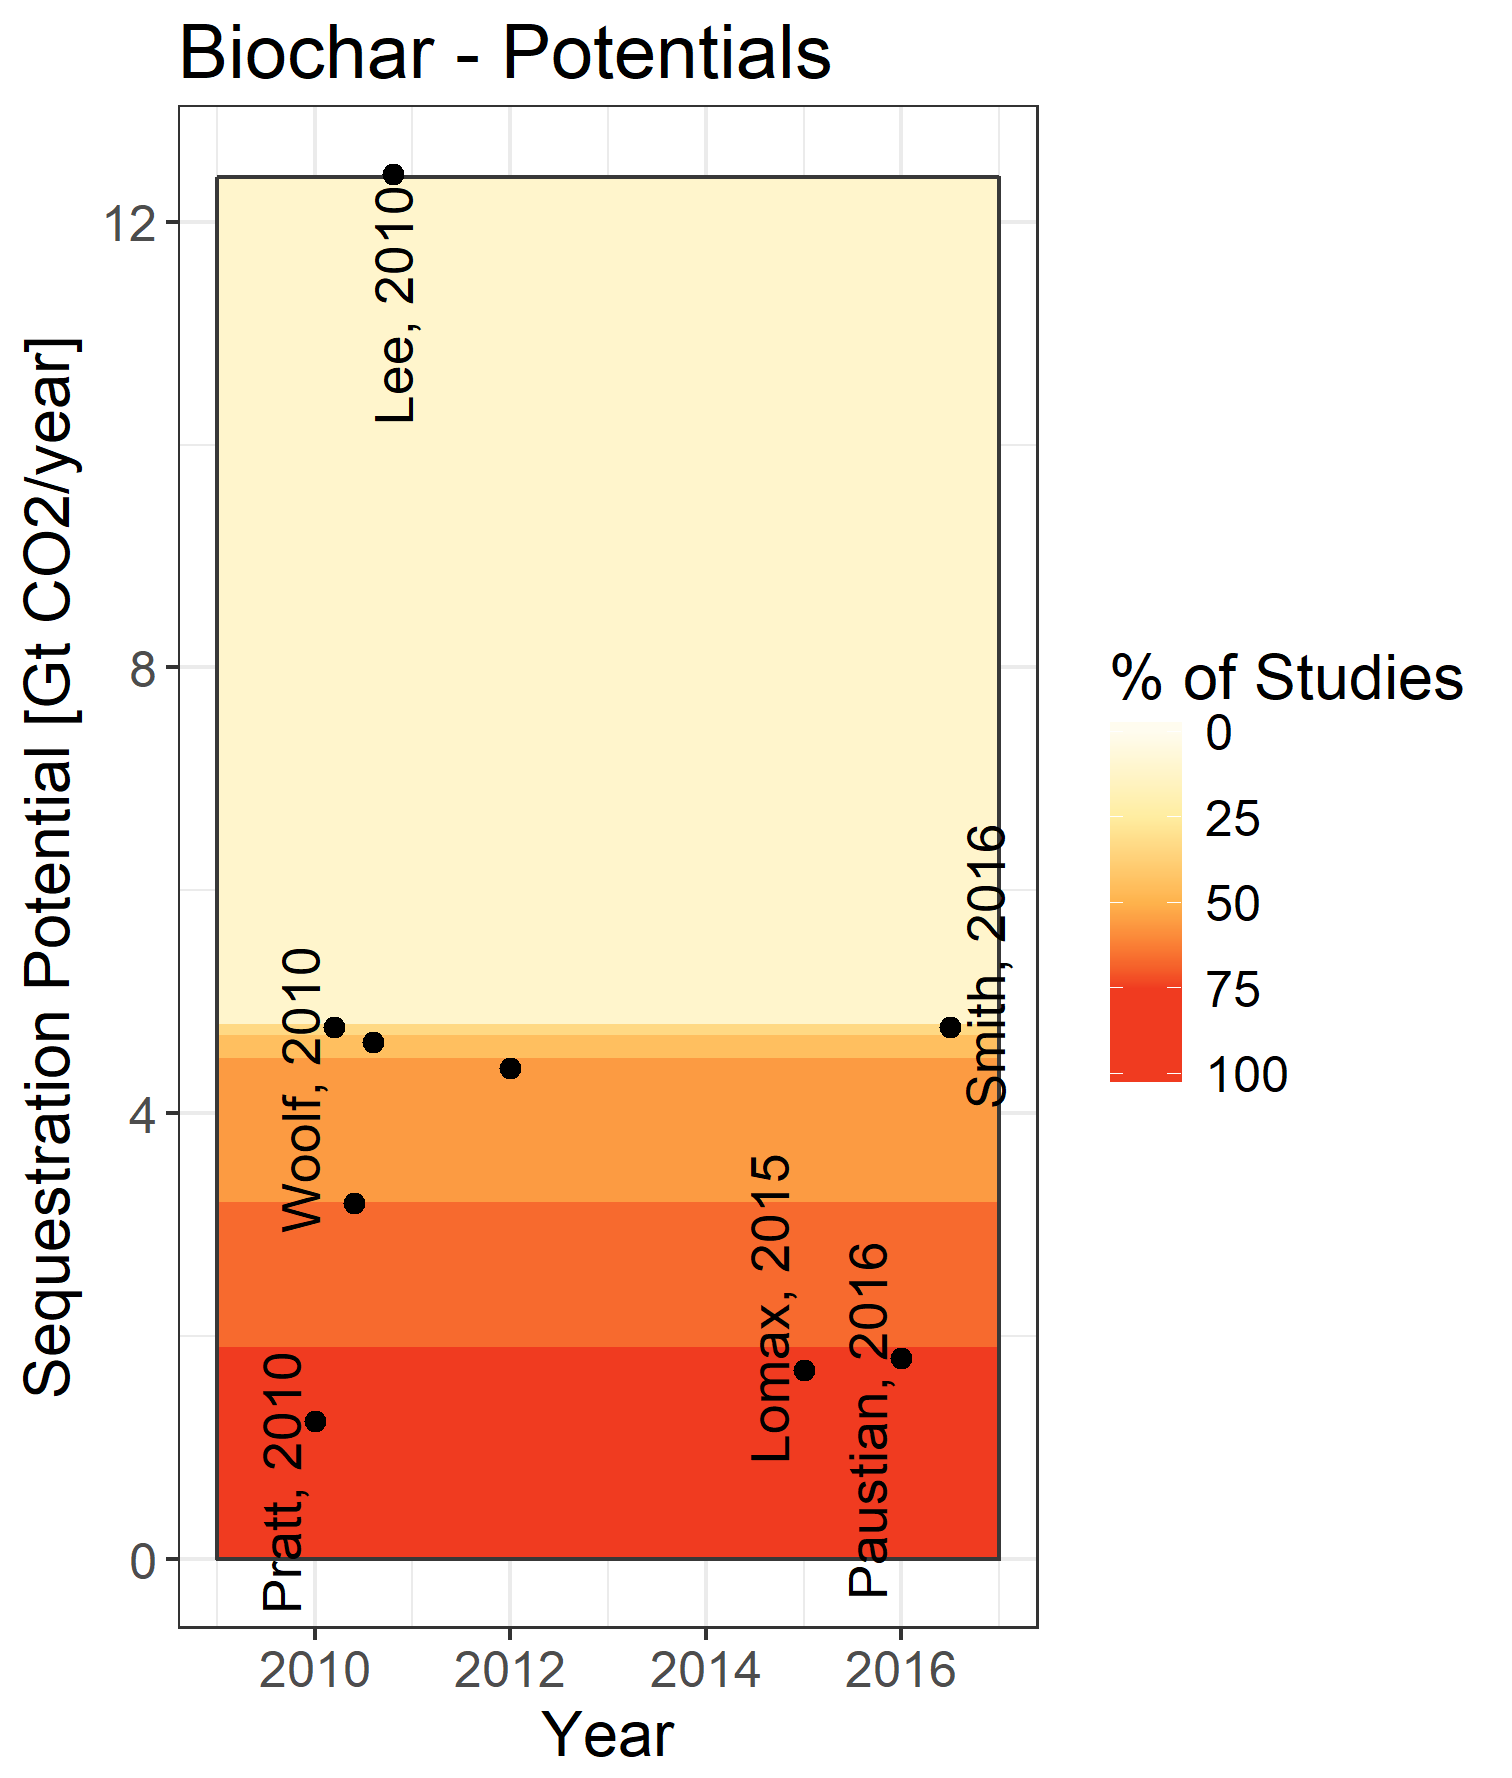 Biochar - Potentials
Sequestration Potential [Gt CO2/year]
12
8
4
0
Lee, 2010
Smith, 2016
Woolf, 2010
Lomax, 2015
Paustian, 2016
Pratt, 2010
2010
2012
2014
2016
Year
% of Studies
0
25
50
75
100